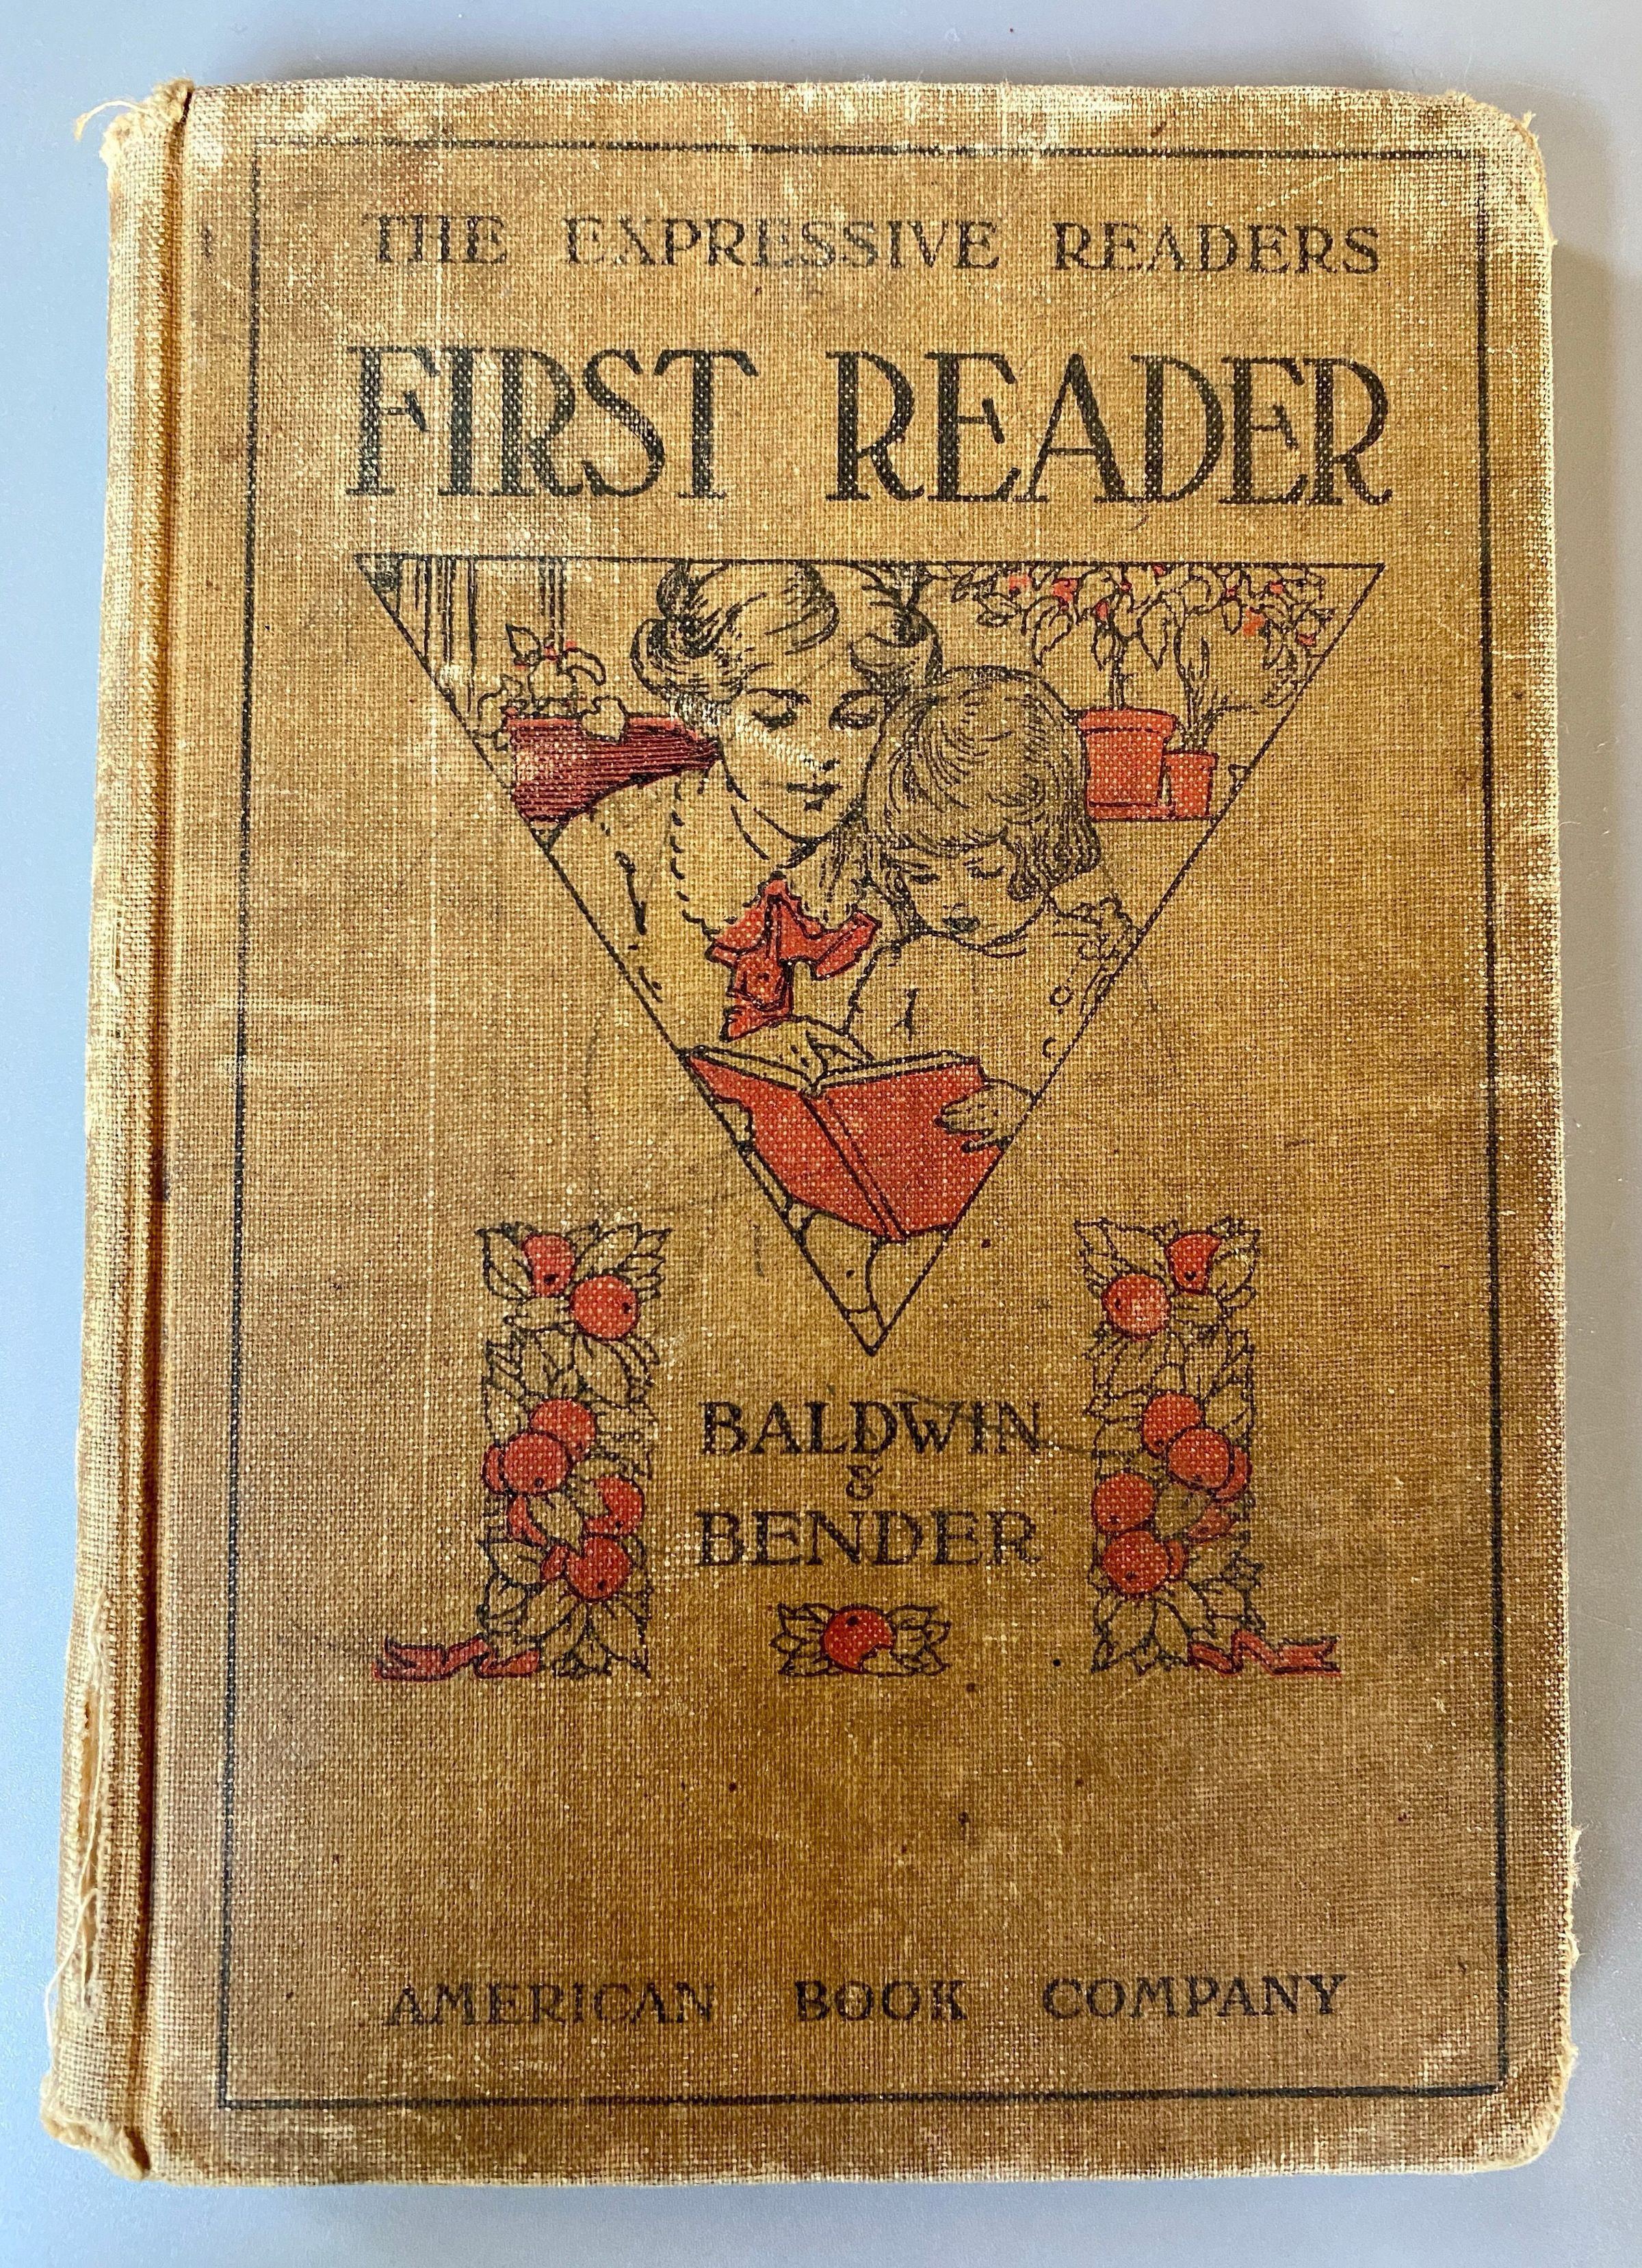 THE EXPRESSIVE READERS
FIRST READER
BALDWIN
&
BENDER
AMERICAN BOOK COMPANY